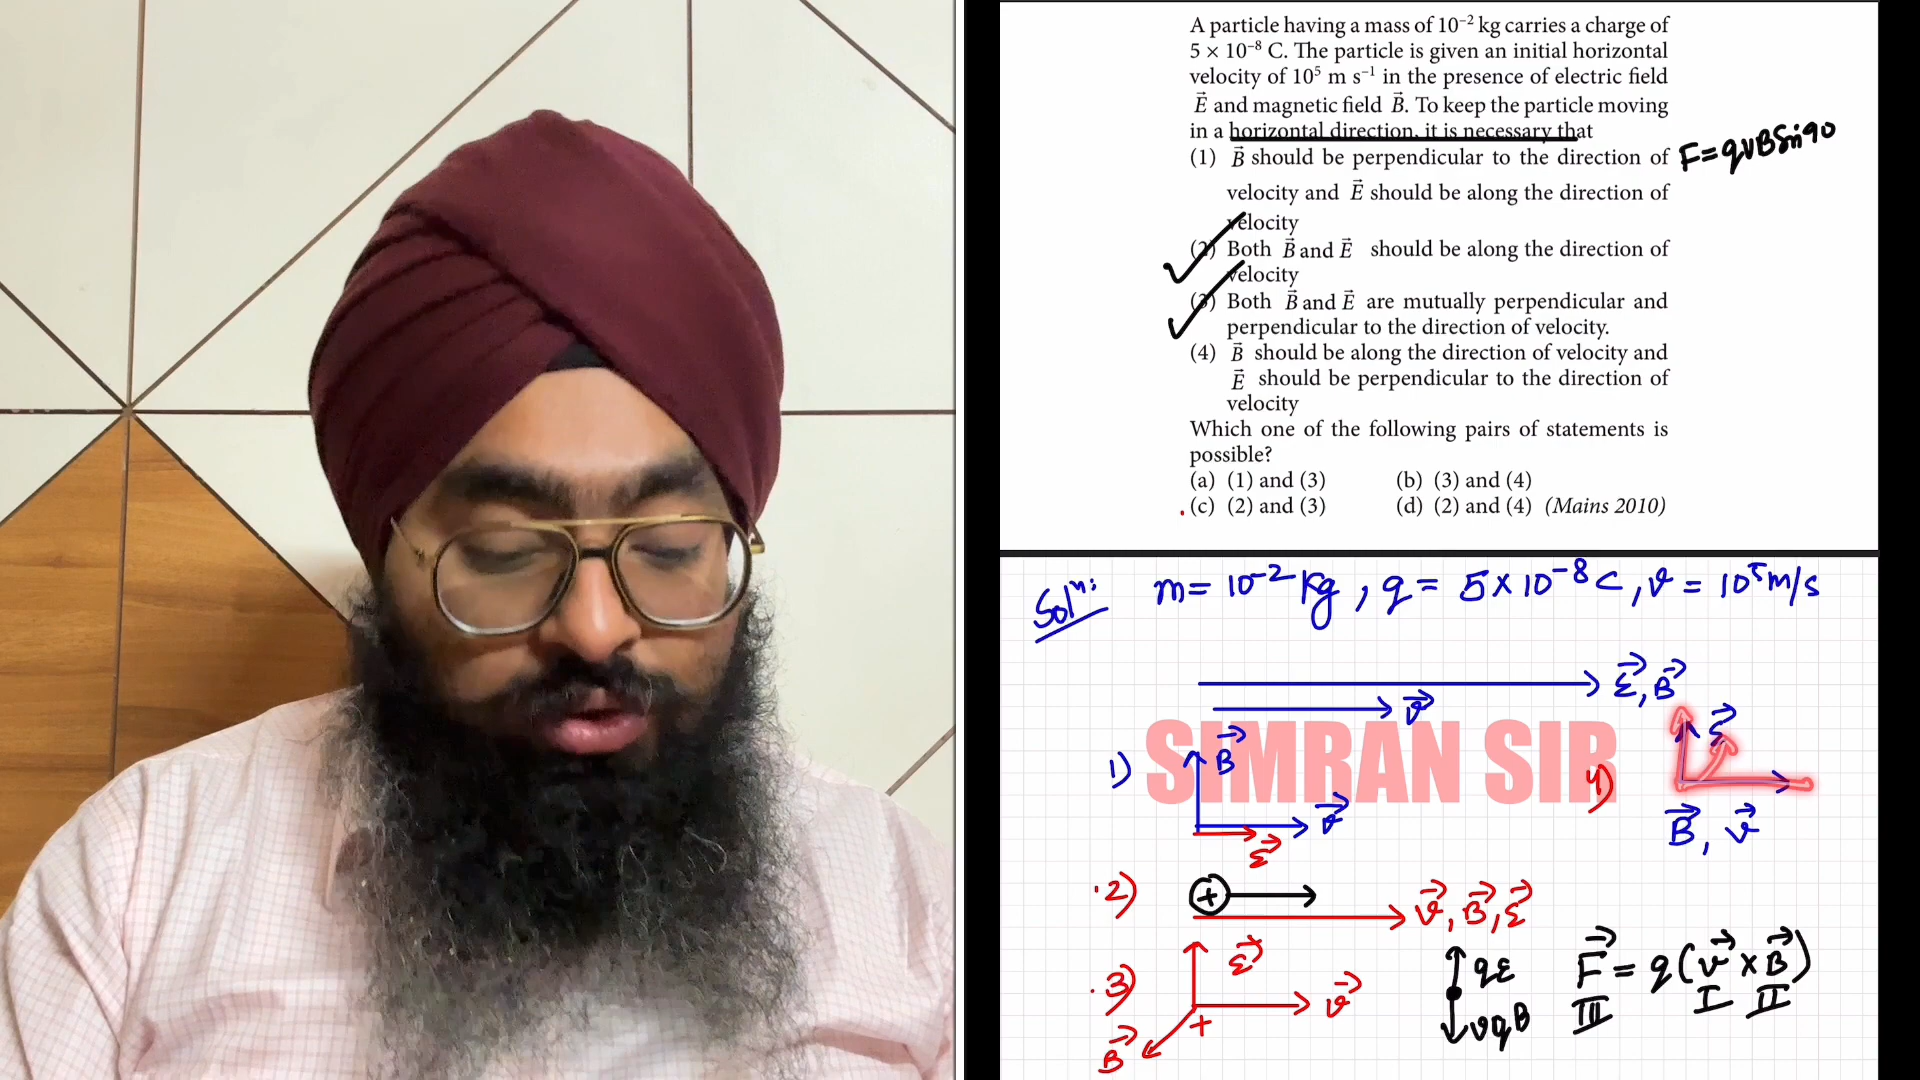 A particle having a mass of 10⁻² kg carries a charge of
5 × 10⁻⁸ C. The particle is given an initial horizontal
velocity of 10⁵ m s⁻¹ in the presence of electric field
E⃗ and magnetic field B⃗. To keep the particle moving
in a horizontal direction, it is necessary that
(1) B⃗ should be perpendicular to the direction of
velocity and E⃗ should be along the direction of
velocity
(2) Both B⃗ and E⃗ should be along the direction of
velocity
(3) Both B⃗ and E⃗ are mutually perpendicular and
perpendicular to the direction of velocity.
(4) B⃗ should be along the direction of velocity and
E⃗ should be perpendicular to the direction of
velocity
Which one of the following pairs of statements is
possible?
(a) (1) and (3) (b) (3) and (4)
(c) (2) and (3) (d) (2) and (4) (Mains 2010)
F = qvB Sin 90
Solⁿ: m = 10⁻² Kg, q = 5 × 10⁻⁸ C, v = 10⁵ m/s
E⃗, B⃗
v⃗
SIMRAN SIR
1) B⃗
v⃗
E⃗
4) E⃗
B⃗, v⃗
2) +
v⃗, B⃗, E⃗
3) E⃗
v⃗
+
B⃗
qE
vqB
F⃗ = q(v⃗ × B⃗)
III I II